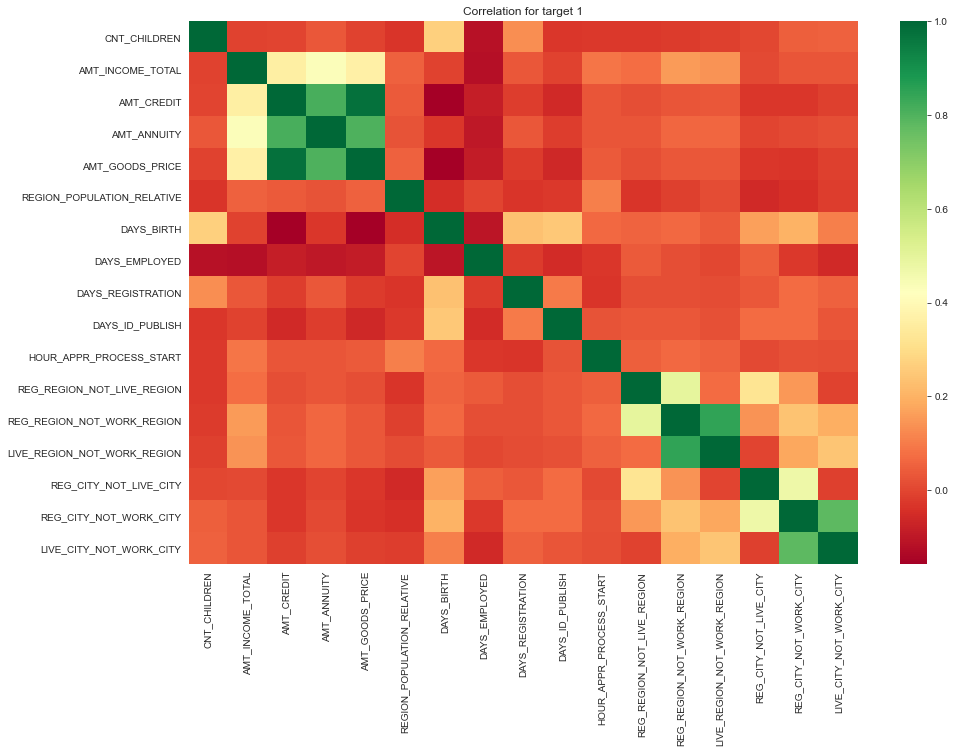 Correlation for target 1
CNT_CHILDREN
AMT_INCOME_TOTAL
AMT_CREDIT
AMT_ANNUITY
AMT_GOODS_PRICE
REGION_POPULATION_RELATIVE
DAYS_BIRTH
DAYS_EMPLOYED
DAYS_REGISTRATION
DAYS_ID_PUBLISH
HOUR_APPR_PROCESS_START
REG_REGION_NOT_LIVE_REGION
REG_REGION_NOT_WORK_REGION
LIVE_REGION_NOT_WORK_REGION
REG_CITY_NOT_LIVE_CITY
REG_CITY_NOT_WORK_CITY
LIVE_CITY_NOT_WORK_CITY
CNT_CHILDREN
AMT_INCOME_TOTAL
AMT_CREDIT
AMT_ANNUITY
AMT_GOODS_PRICE
REGION_POPULATION_RELATIVE
DAYS_BIRTH
DAYS_EMPLOYED
DAYS_REGISTRATION
DAYS_ID_PUBLISH
HOUR_APPR_PROCESS_START
REG_REGION_NOT_LIVE_REGION
REG_REGION_NOT_WORK_REGION
LIVE_REGION_NOT_WORK_REGION
REG_CITY_NOT_LIVE_CITY
REG_CITY_NOT_WORK_CITY
LIVE_CITY_NOT_WORK_CITY
1.0
0.8
0.6
0.4
0.2
0.0